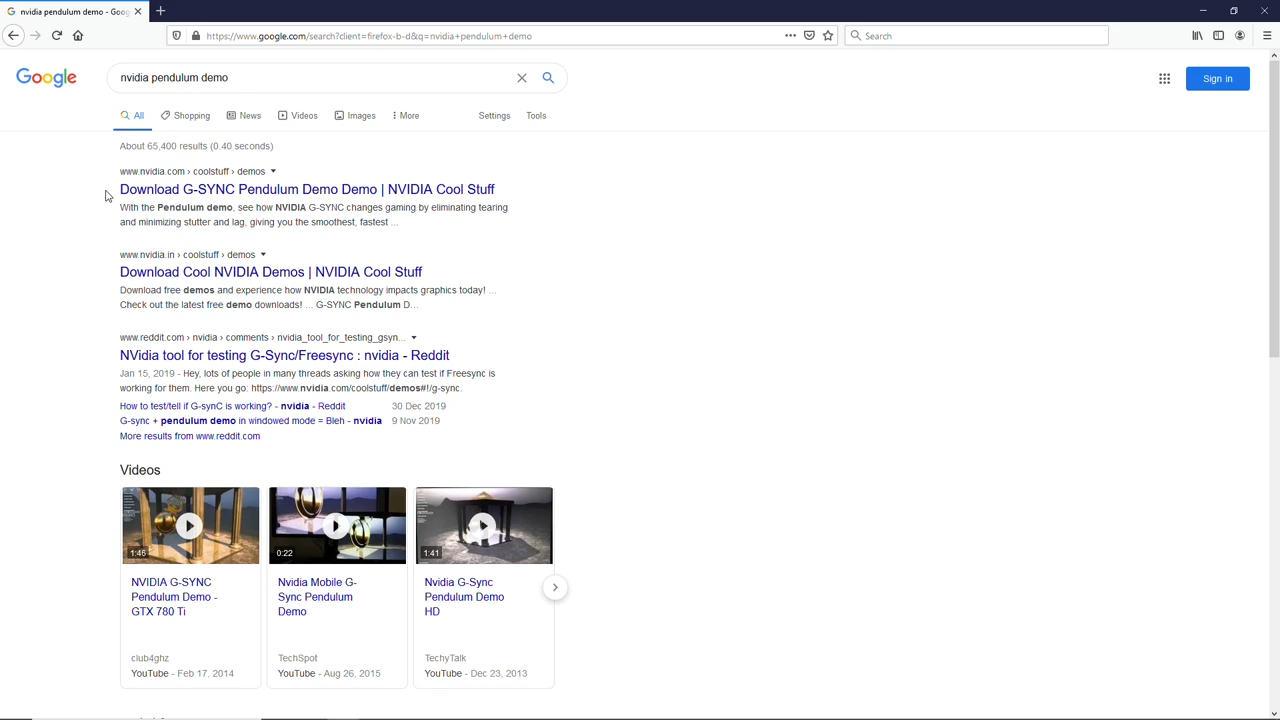 nvidia pendulum demo - Goog
https://www.google.com/search?client=firefox-b-d&q=nvidia+pendulum+demo
Search
Google
nvidia pendulum demo
Sign in
All
Shopping
News
Videos
Images
More
Settings
Tools
About 65,400 results (0.40 seconds)
www.nvidia.com › coolstuff › demos
Download G-SYNC Pendulum Demo Demo | NVIDIA Cool Stuff
With the Pendulum demo, see how NVIDIA G-SYNC changes gaming by eliminating tearing
and minimizing stutter and lag, giving you the smoothest, fastest ...
www.nvidia.in › coolstuff › demos
Download Cool NVIDIA Demos | NVIDIA Cool Stuff
Download free demos and experience how NVIDIA technology impacts graphics today! ...
Check out the latest free demo downloads! ... G-SYNC Pendulum D...
www.reddit.com › nvidia › comments › nvidia_tool_for_testing_gsyn...
NVidia tool for testing G-Sync/Freesync : nvidia - Reddit
Jan 15, 2019 - Hey, lots of people in many threads asking how they can test if Freesync is
working for them. Here you go: https://www.nvidia.com/coolstuff/demos#!/g-sync.
How to test/tell if G-synC is working? - nvidia - Reddit 30 Dec 2019
G-sync + pendulum demo in windowed mode = Bleh - nvidia 9 Nov 2019
More results from www.reddit.com
Videos
1:46
0:22
1:41
NVIDIA G-SYNC
Pendulum Demo -
GTX 780 Ti
club4ghz
YouTube - Feb 17, 2014
Nvidia Mobile G-
Sync Pendulum
Demo
TechSpot
YouTube - Aug 26, 2015
Nvidia G-Sync
Pendulum Demo
HD
TechyTalk
YouTube - Dec 23, 2013